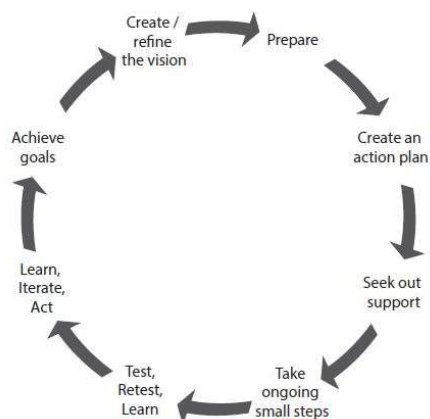 Create /
refine
the vision
Prepare
Create an
action plan
Seek out
support
Take
ongoing
small steps
Test,
Retest,
Learn
Learn,
Iterate,
Act
Achieve
goals